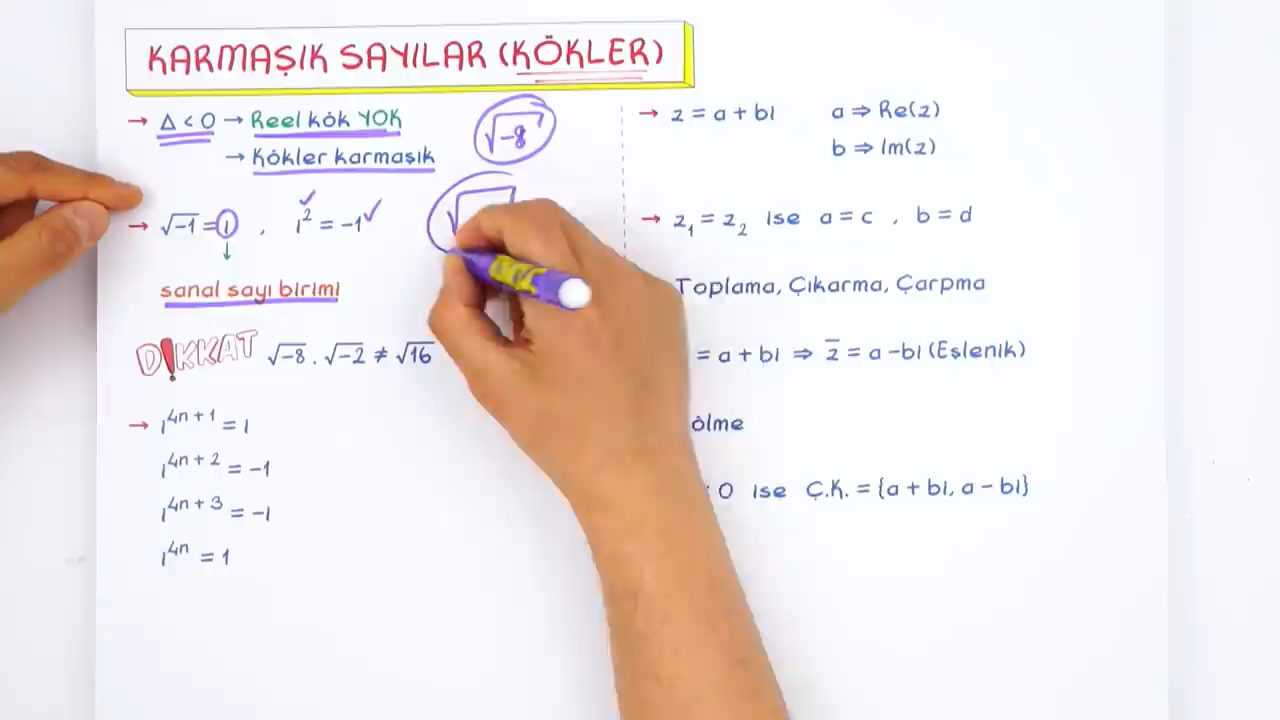 KARMAŞIK SAYILAR (KÖKLER)
→ Δ < 0 → Reel kök YOK
→ Kökler karmaşık
√-8
→ √-1 = i , i² = -1
sanal sayı birimi
DİKKAT √-8 . √-2 ≠ √16
→ i^4n+1 = i
i^4n+2 = -1
i^4n+3 = -i
i^4n = 1
→ z = a + bi a ⇒ Re(z)
b ⇒ Im(z)
→ z₁ = z₂ ise a = c , b = d
Toplama, Çıkarma, Çarpma
= a + bi ⇒ z̅ = a - bi (Eşlenik)
ölme
< 0 ise Ç.K. = {a + bi, a - bi}